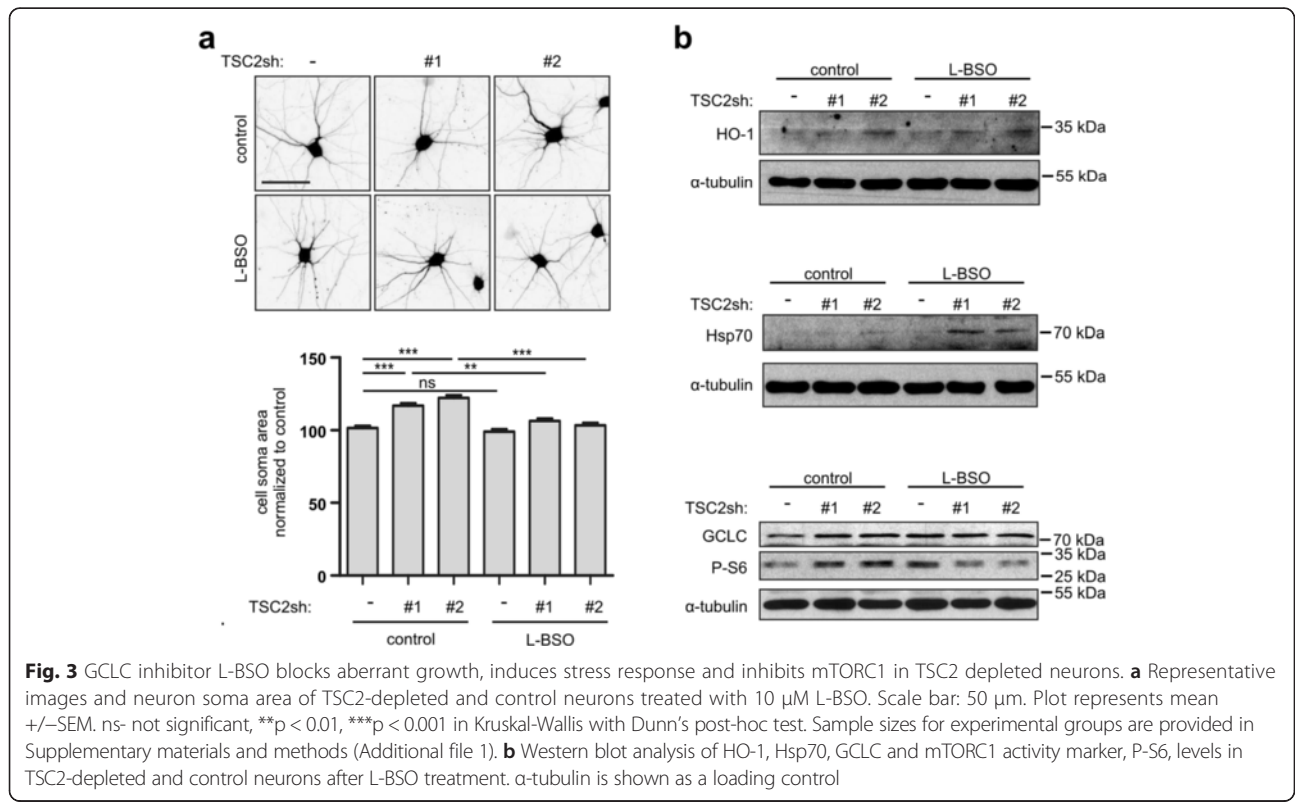 a
TSC2sh: - #1 #2
control
L-BSO
150
100
50
0
cell soma area
normalized to control
*** ***
*** **
ns
TSC2sh: - #1 #2 - #1 #2
control L-BSO
b
control L-BSO
TSC2sh: - #1 #2 - #1 #2
HO-1 35 kDa
α-tubulin 55 kDa
control L-BSO
TSC2sh: - #1 #2 - #1 #2
Hsp70 70 kDa
α-tubulin 55 kDa
control L-BSO
TSC2sh: - #1 #2 - #1 #2
GCLC 70 kDa
P-S6 35 kDa
25 kDa
α-tubulin 55 kDa
Fig. 3 GCLC inhibitor L-BSO blocks aberrant growth, induces stress response and inhibits mTORC1 in TSC2 depleted neurons. a Representative
images and neuron soma area of TSC2-depleted and control neurons treated with 10 μM L-BSO. Scale bar: 50 μm. Plot represents mean
+/−SEM. ns- not significant, **p < 0.01, ***p < 0.001 in Kruskal-Wallis with Dunn's post-hoc test. Sample sizes for experimental groups are provided in
Supplementary materials and methods (Additional file 1). b Western blot analysis of HO-1, Hsp70, GCLC and mTORC1 activity marker, P-S6, levels in
TSC2-depleted and control neurons after L-BSO treatment. α-tubulin is shown as a loading control